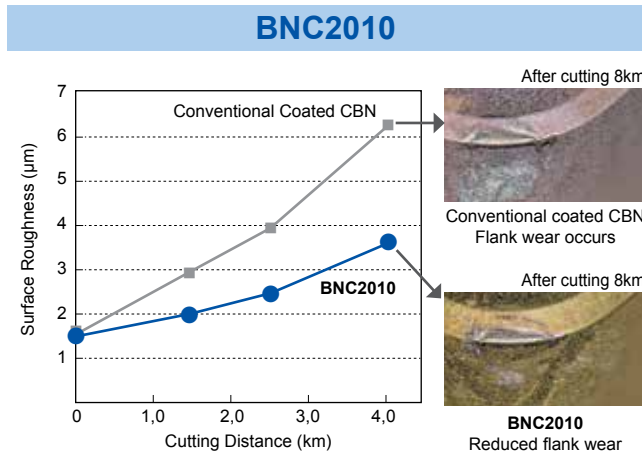 BNC2010
7
6
5
4
3
2
1
Surface Roughness (μm)
0
1,0
2,0
3,0
4,0
Cutting Distance (km)
Conventional Coated CBN
BNC2010
After cutting 8km
Conventional coated CBN
Flank wear occurs
After cutting 8km
BNC2010
Reduced flank wear